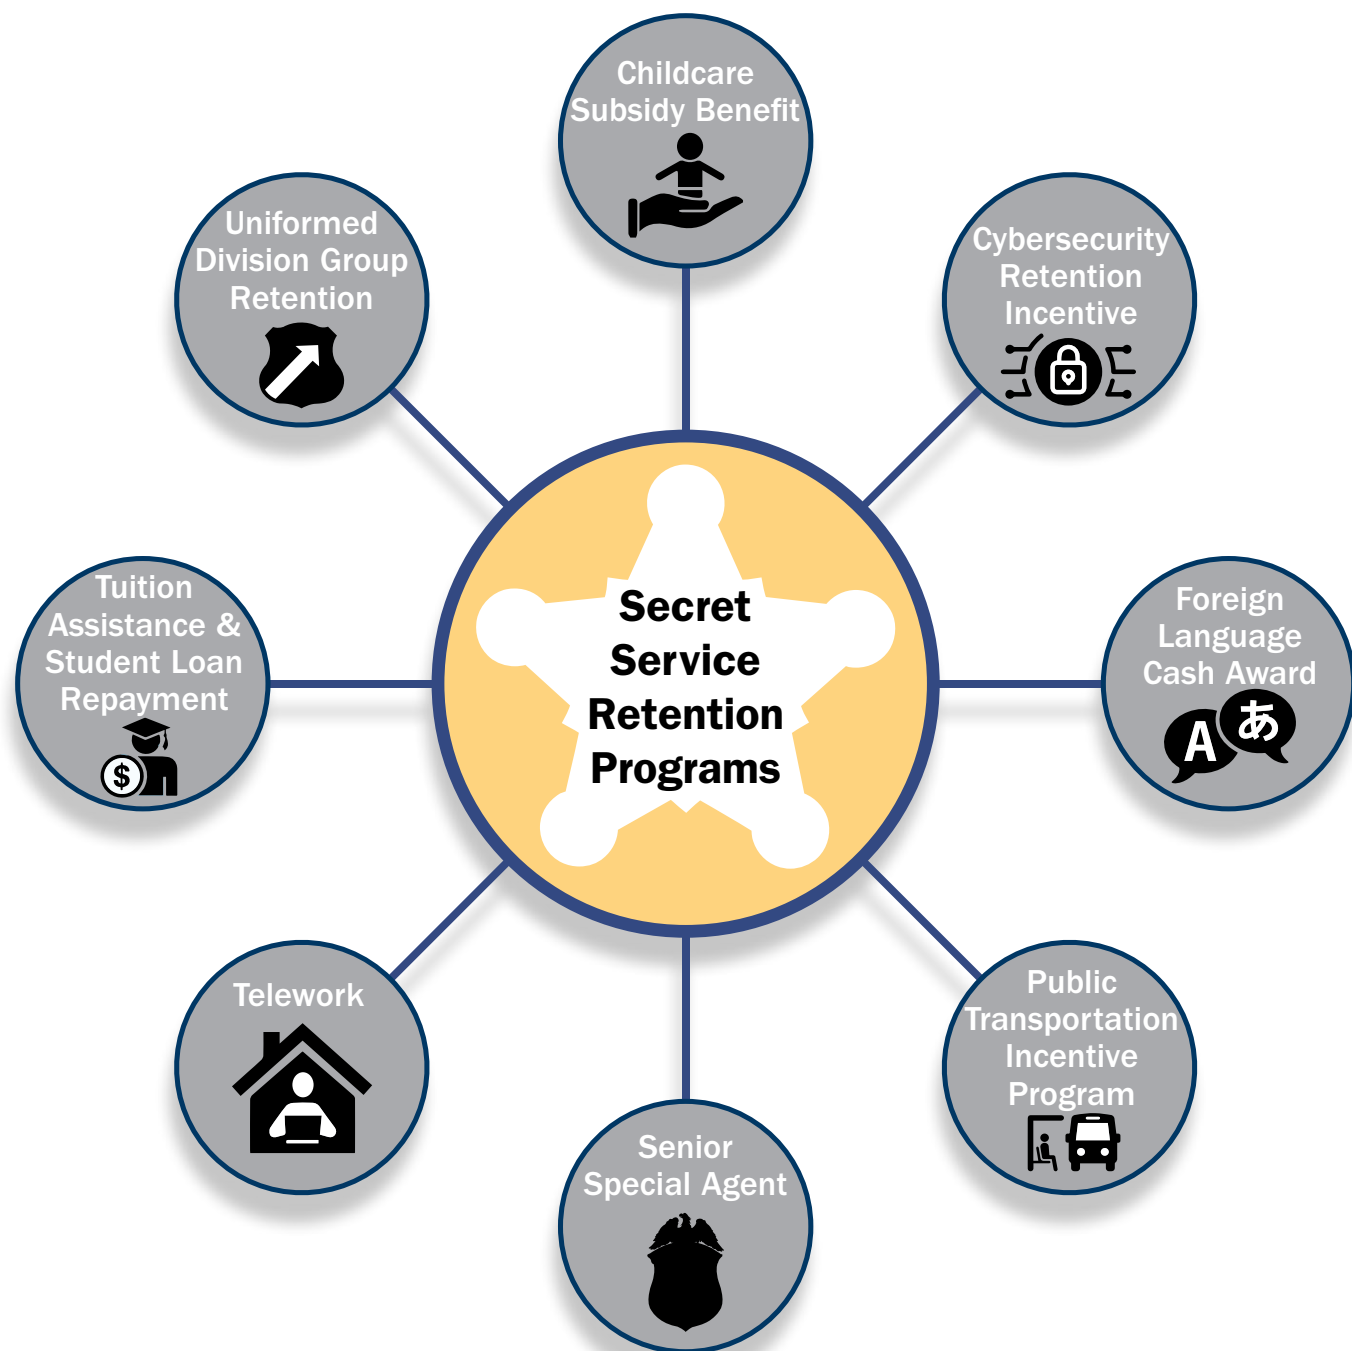 Childcare
Subsidy Benefit
Uniformed
Division Group
Retention
Cybersecurity
Retention
Incentive
Secret
Service
Retention
Programs
Tuition
Assistance &
Student Loan
Repayment
$
Foreign
Language
Cash Award
A
あ
Telework
Public
Transportation
Incentive
Program
Senior
Special Agent